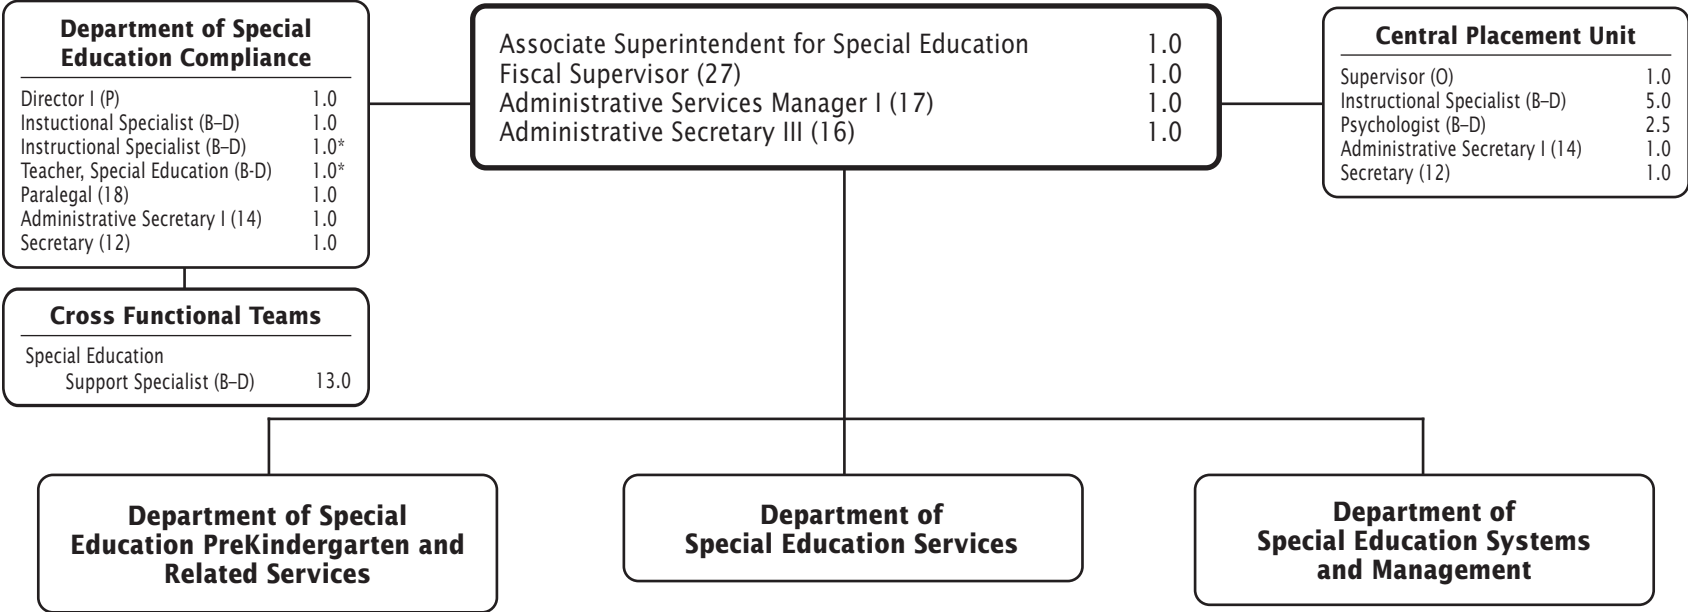 Department of Special
Education Compliance
Director I (P) 1.0
Instuctional Specialist (B–D) 1.0
Instructional Specialist (B–D) 1.0*
Teacher, Special Education (B-D) 1.0*
Paralegal (18) 1.0
Administrative Secretary I (14) 1.0
Secretary (12) 1.0
Cross Functional Teams
Special Education
Support Specialist (B–D) 13.0
Associate Superintendent for Special Education 1.0
Fiscal Supervisor (27) 1.0
Administrative Services Manager I (17) 1.0
Administrative Secretary III (16) 1.0
Central Placement Unit
Supervisor (O) 1.0
Instructional Specialist (B–D) 5.0
Psychologist (B–D) 2.5
Administrative Secretary I (14) 1.0
Secretary (12) 1.0
Department of Special
Education PreKindergarten and
Related Services
Department of
Special Education Services
Department of
Special Education Systems
and Management